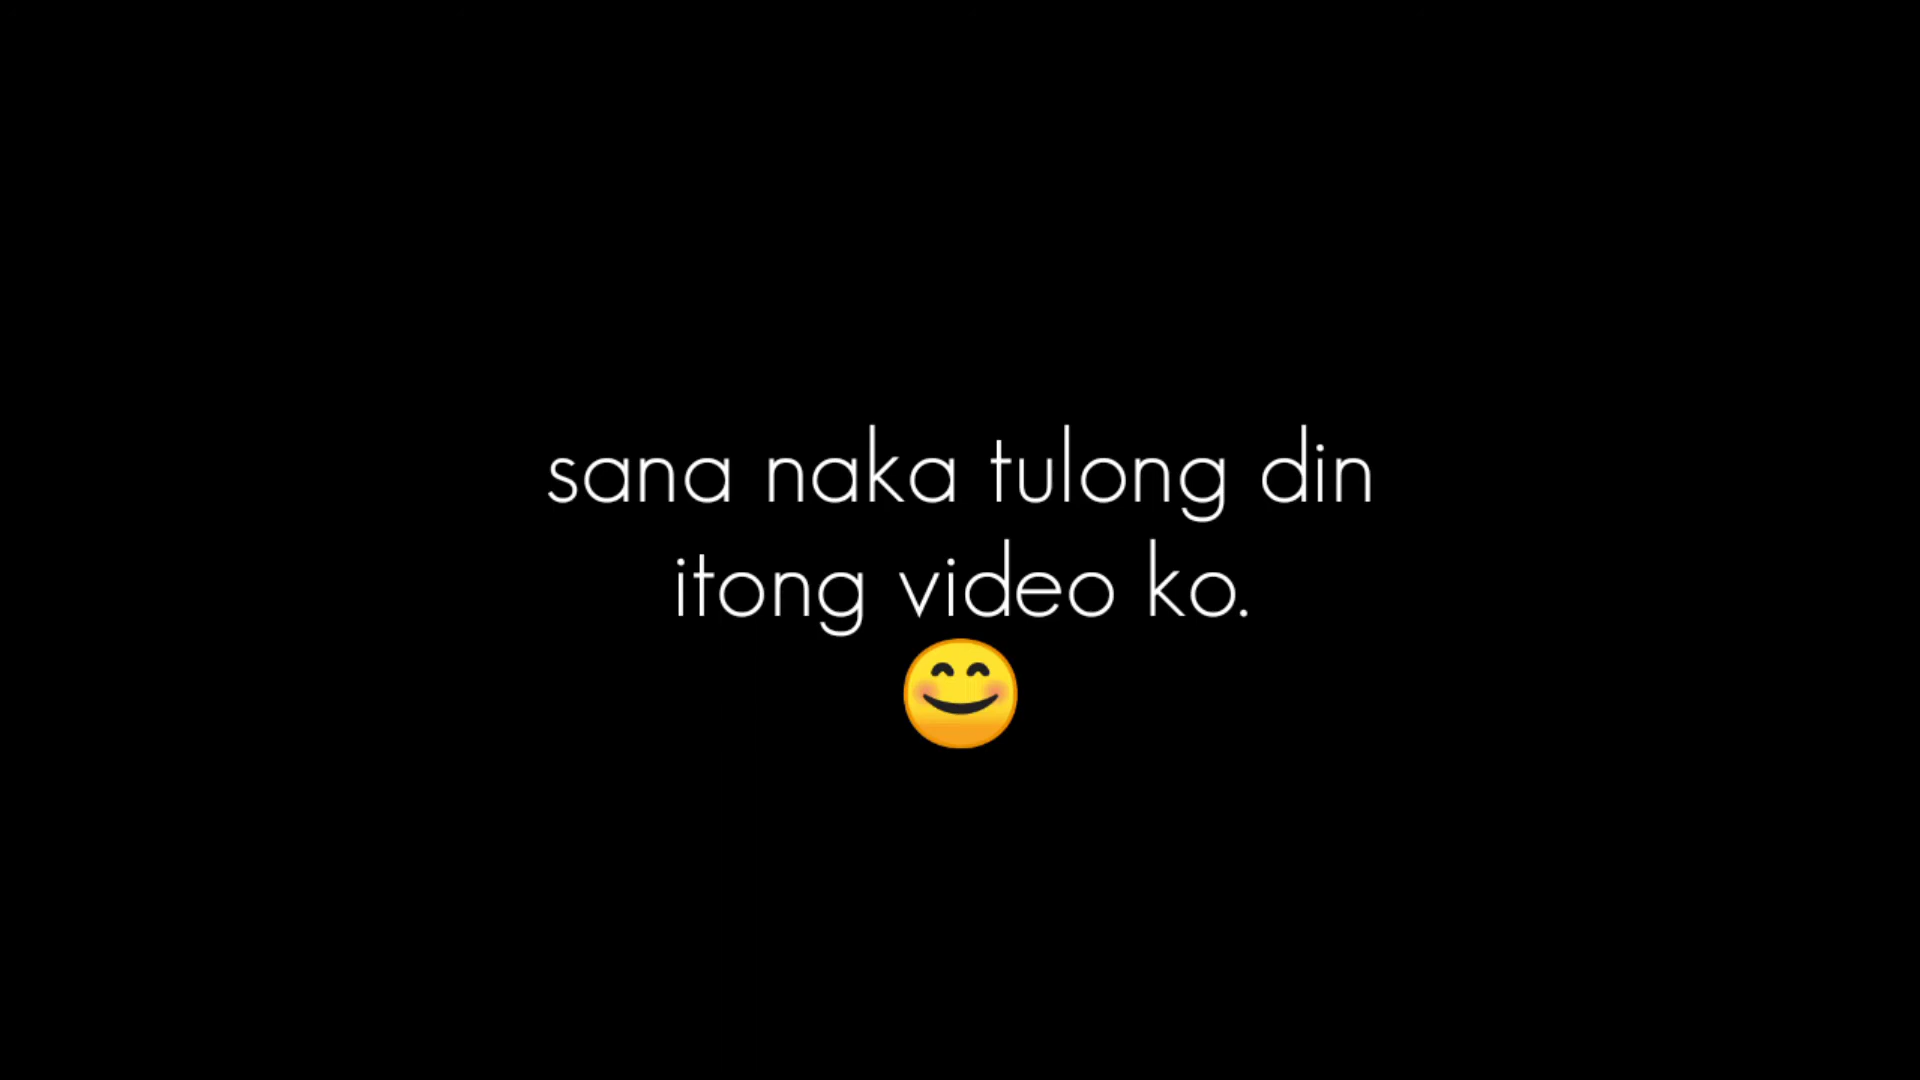 sana naka tulong din
itong video ko.
😊